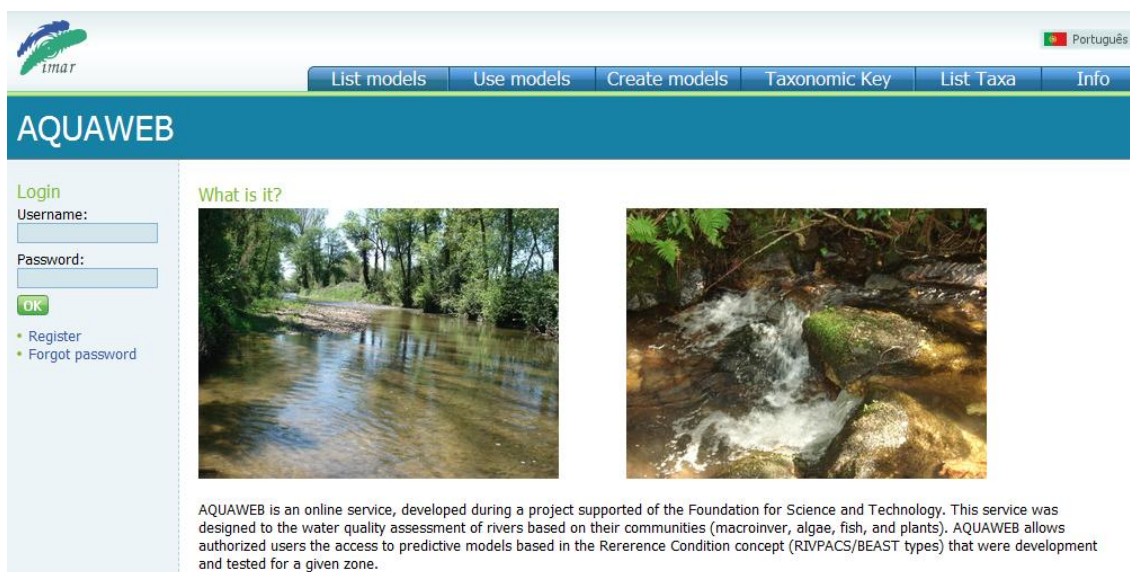 imar
Português
List models Use models Create models Taxonomic Key List Taxa Info
AQUAWEB
Login
Username:
Password:
OK
• Register
• Forgot password
What is it?
AQUAWEB is an online service, developed during a project supported of the Foundation for Science and Technology. This service was
designed to the water quality assessment of rivers based on their communities (macroinver, algae, fish, and plants). AQUAWEB allows
authorized users the access to predictive models based in the Rererence Condition concept (RIVPACS/BEAST types) that were development
and tested for a given zone.